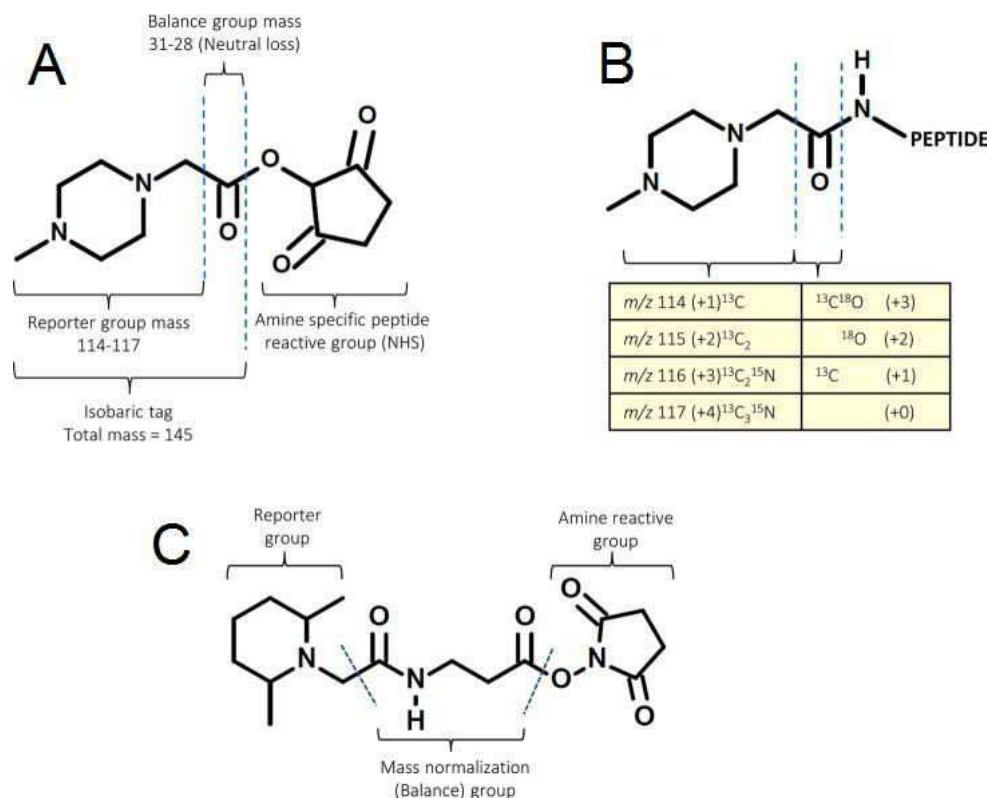 A
Balance group mass
31-28 (Neutral loss)
N
N
O
O
O
O
Reporter group mass
114-117
Amine specific peptide
reactive group (NHS)
Isobaric tag
Total mass = 145
B
N
N
H
N
PEPTIDE
O
m/z 114 (+1)¹³C ¹³C¹⁸O (+3)
m/z 115 (+2)¹³C₂ ¹⁸O (+2)
m/z 116 (+3)¹³C₂¹⁵N ¹³C (+1)
m/z 117 (+4)¹³C₃¹⁵N (+0)
C
Reporter
group
Amine reactive
group
N
O
N
H
O
O
N
O
O
Mass normalization
(Balance) group